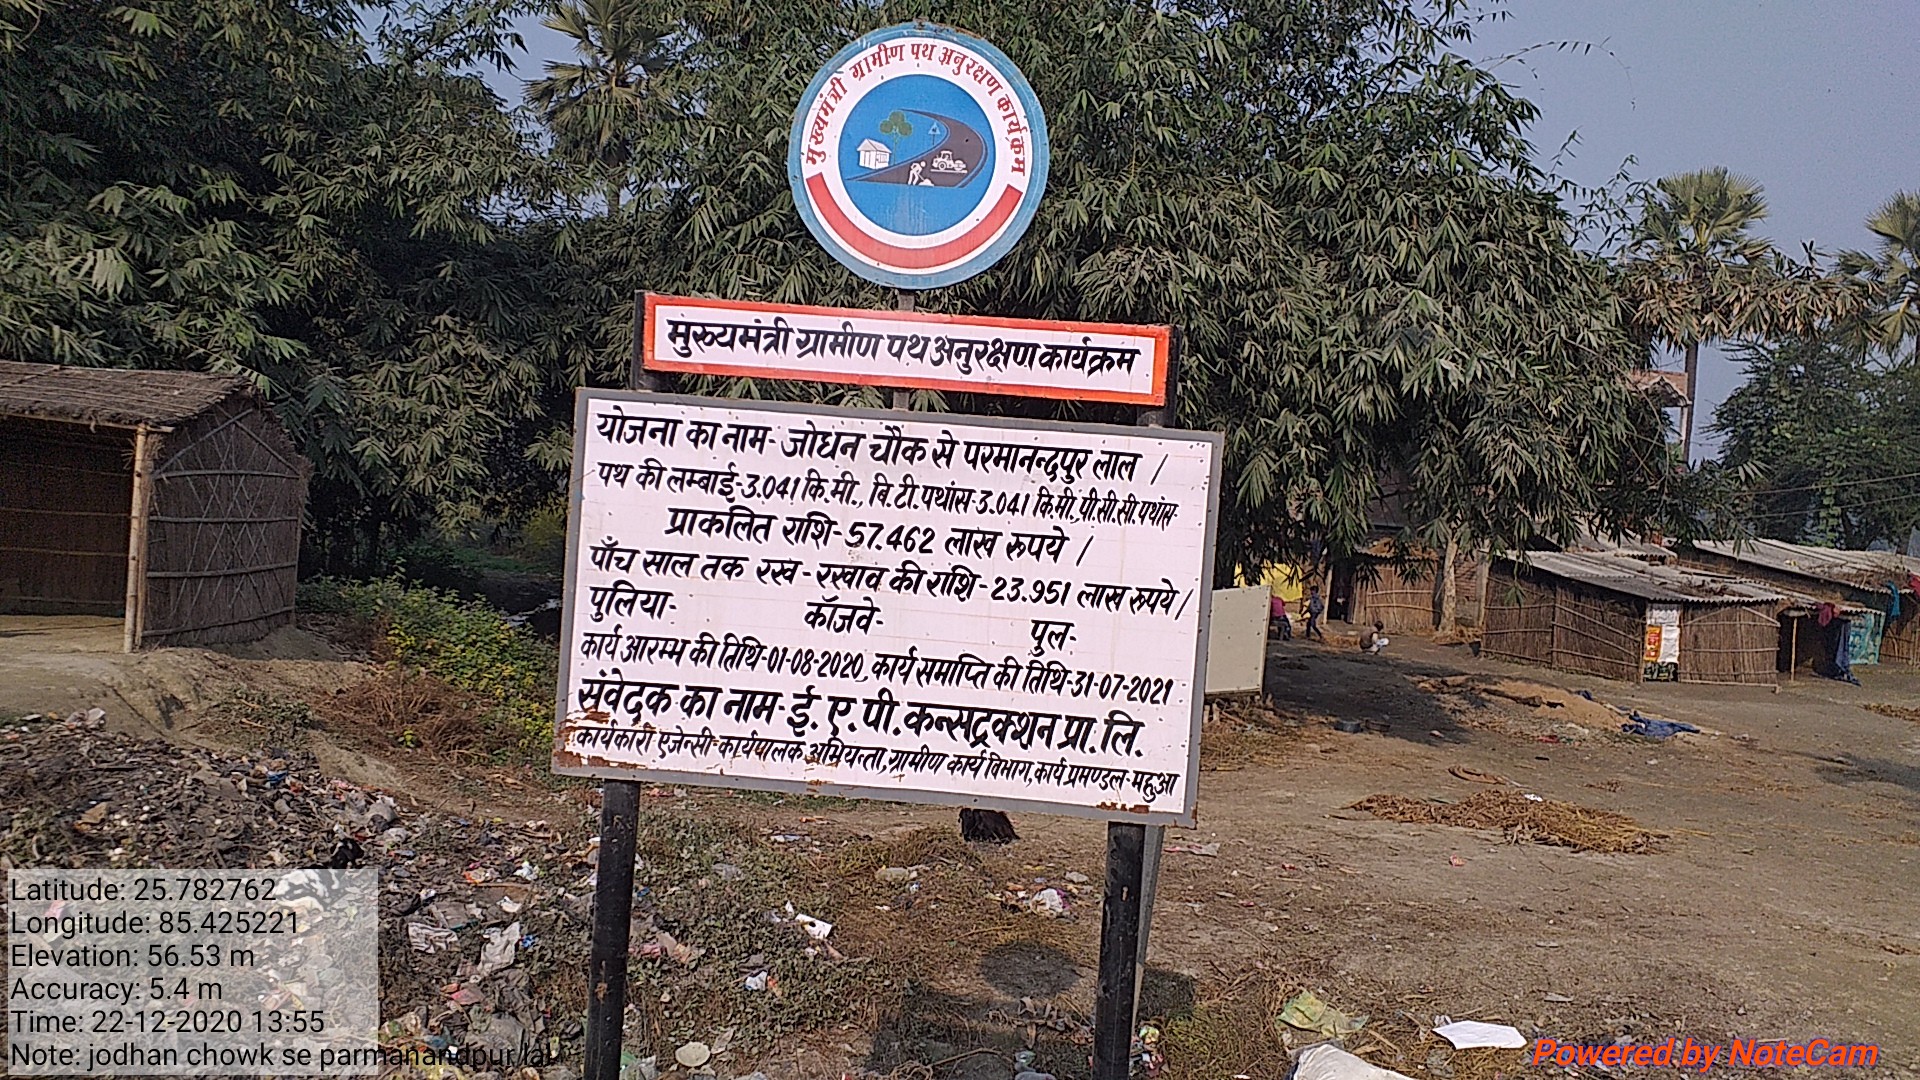 मुख्यमंत्री ग्रामीण पथ अनुरक्षण कार्यक्रम
मुख्यमंत्री ग्रामीण पथ अनुरक्षण कार्यक्रम
योजना का नाम- जोधन चौक से परमानन्दपुर लाल /
पथ की लम्बाई-3.041 कि.मी., बि.टी.पथांस-3.041 कि.मी.,पी.सी.सी.पथांस-
प्राकलित राशि-57.462 लाख रूपये /
पाँच साल तक रख-रखाव की राशि-23.951 लाख रूपये/
पुलिया- कॉजवे- पुल-
कार्य आरम्भ की तिथि-01-08-2020, कार्य समाप्ति की तिथि-31-07-2021
संवेदक का नाम-ई. ए. पी. कन्सट्रक्शन प्रा. लि.
कार्यकारी एजेन्सी-कार्यपालक अभियन्ता, ग्रामीण कार्य विभाग, कार्य प्रमण्डल-महुआ
Latitude: 25.782762
Longitude: 85.425221
Elevation: 56.53 m
Accuracy: 5.4 m
Time: 22-12-2020 13:55
Note: jodhan chowk se parmanandpur lal
Powered by NoteCam